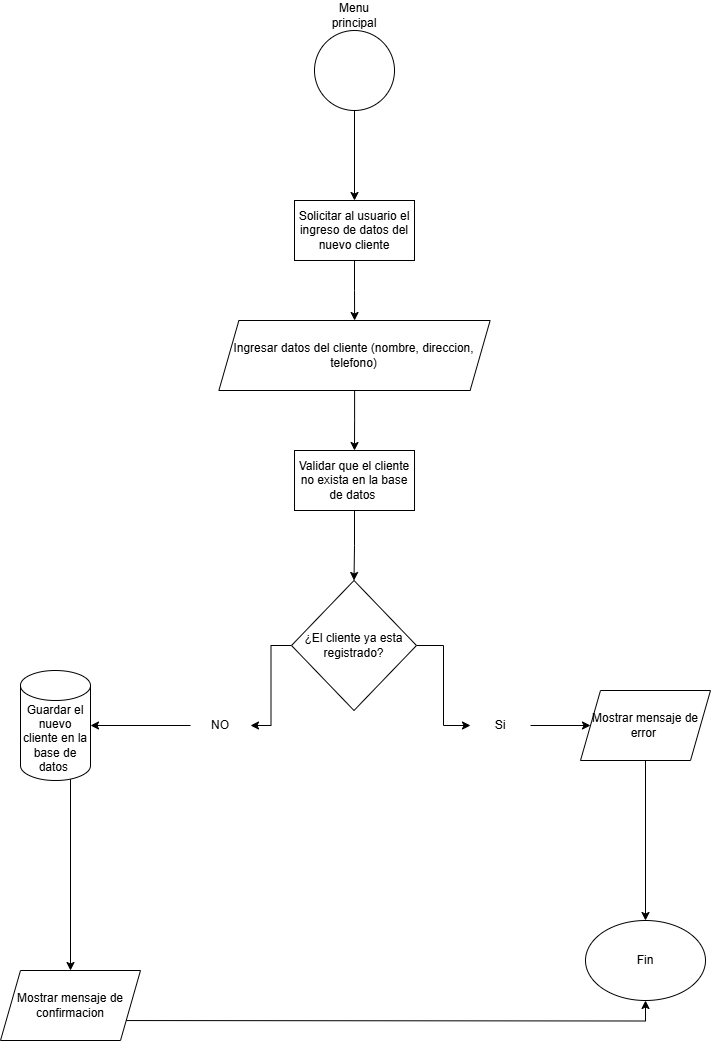 Menu
principal
Solicitar al usuario el
ingreso de datos del
nuevo cliente
Ingresar datos del cliente (nombre, direccion,
telefono)
Validar que el cliente
no exista en la base
de datos
¿El cliente ya esta
registrado?
Guardar el
nuevo
cliente en la
base de
datos
NO
Si
Mostrar mensaje de
error
Fin
Mostrar mensaje de
confirmacion